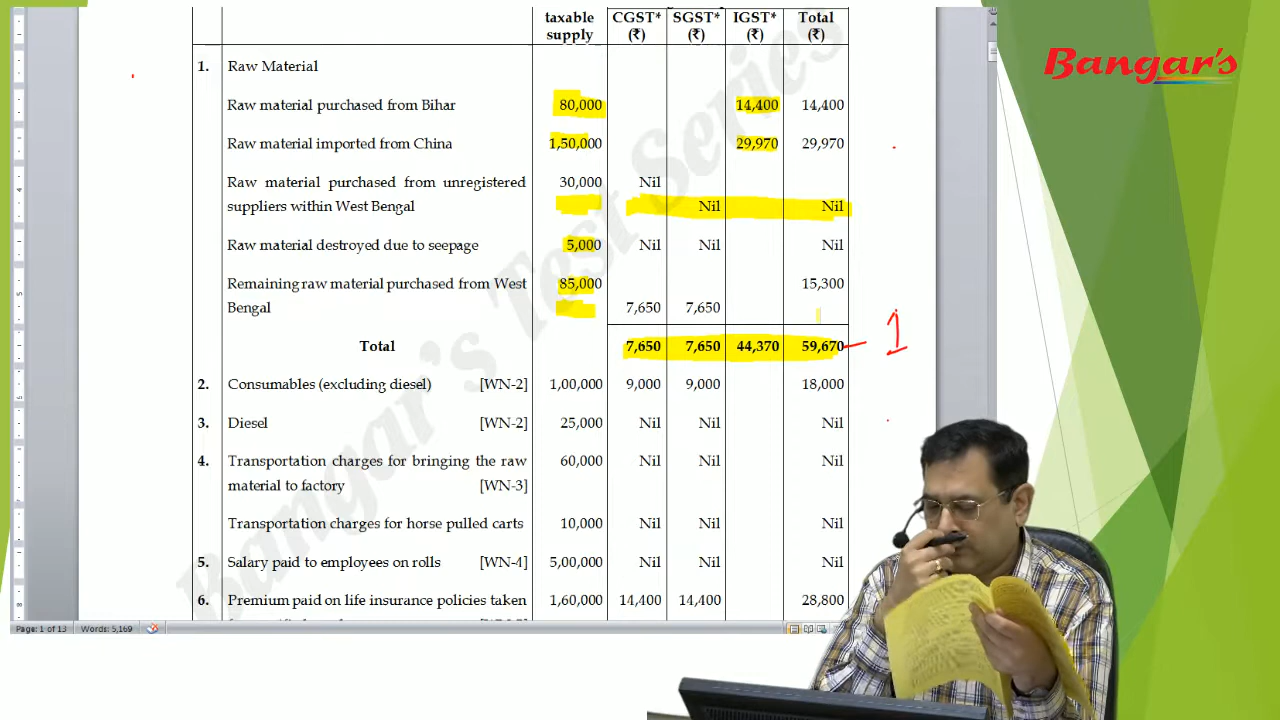 taxable CGST* SGST* IGST* Total
supply (₹) (₹) (₹) (₹)
Bangar's
1. Raw Material
Raw material purchased from Bihar 80,000 14,400 14,400
Raw material imported from China 1,50,000 29,970 29,970
Raw material purchased from unregistered 30,000 Nil
suppliers within West Bengal Nil Nil
Raw material destroyed due to seepage 5,000 Nil Nil Nil
Remaining raw material purchased from West 85,000 15,300
Bengal 7,650 7,650
Total 7,650 7,650 44,370 59,670 1
2. Consumables (excluding diesel) [WN-2] 1,00,000 9,000 9,000 18,000
3. Diesel [WN-2] 25,000 Nil Nil Nil
4. Transportation charges for bringing the raw 60,000 Nil Nil Nil
material to factory [WN-3]
Transportation charges for horse pulled carts 10,000 Nil Nil Nil
5. Salary paid to employees on rolls [WN-4] 5,00,000 Nil Nil Nil
6. Premium paid on life insurance policies taken 1,60,000 14,400 14,400 28,800
Bangar's Test Series
Page: 1 of 13 Words: 5,169